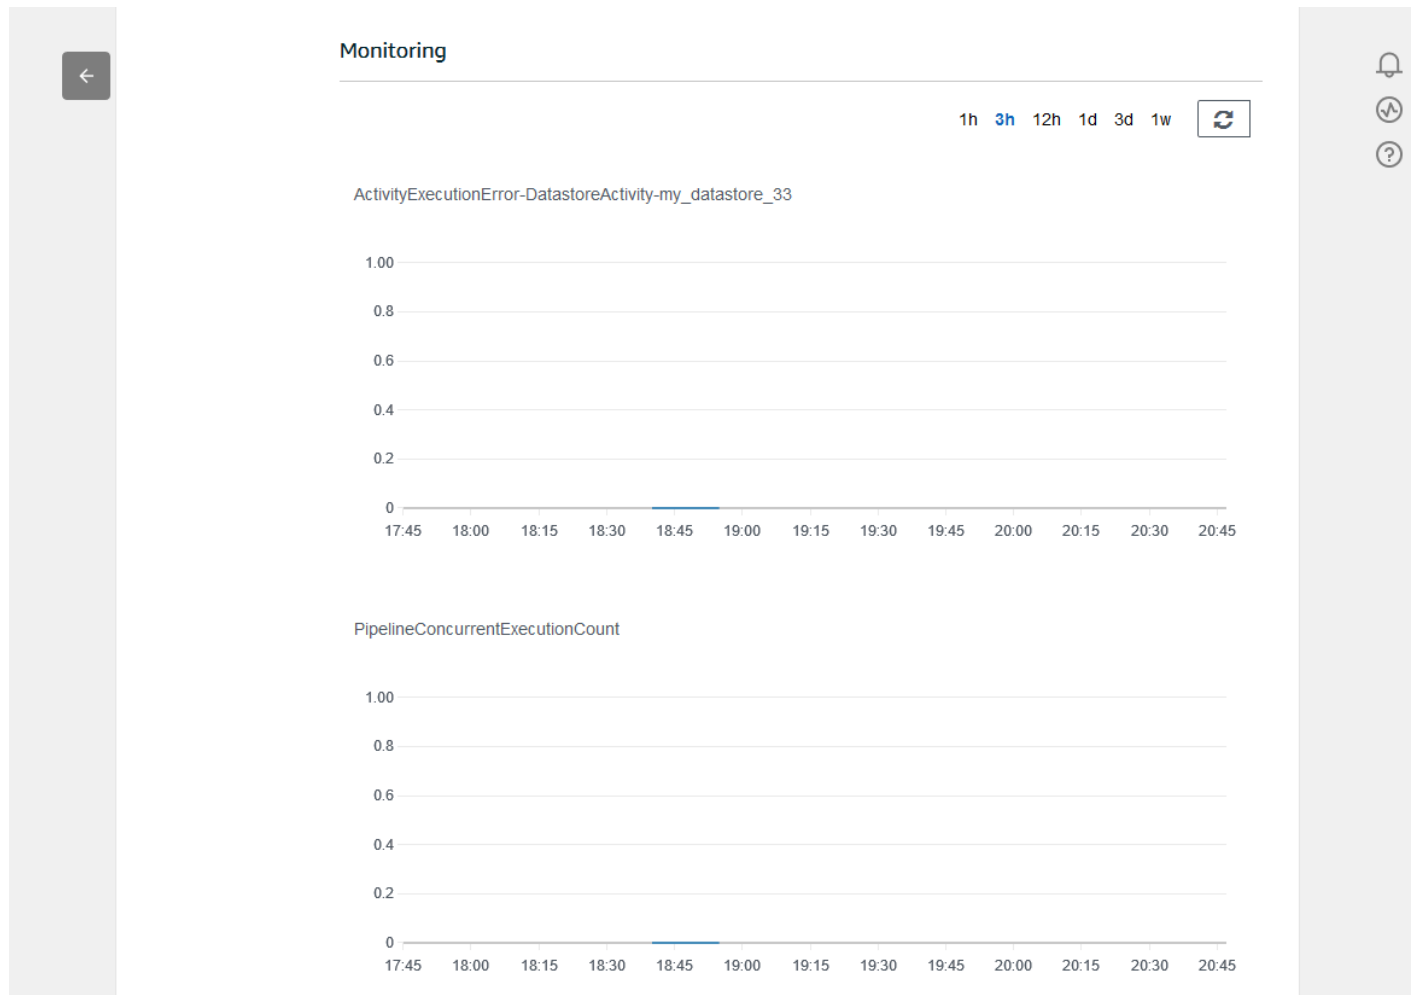 Monitoring
1h 3h 12h 1d 3d 1w
ActivityExecutionError-DatastoreActivity-my_datastore_33
1.00
0.8
0.6
0.4
0.2
0
17:45 18:00 18:15 18:30 18:45 19:00 19:15 19:30 19:45 20:00 20:15 20:30 20:45
PipelineConcurrentExecutionCount
1.00
0.8
0.6
0.4
0.2
0
17:45 18:00 18:15 18:30 18:45 19:00 19:15 19:30 19:45 20:00 20:15 20:30 20:45